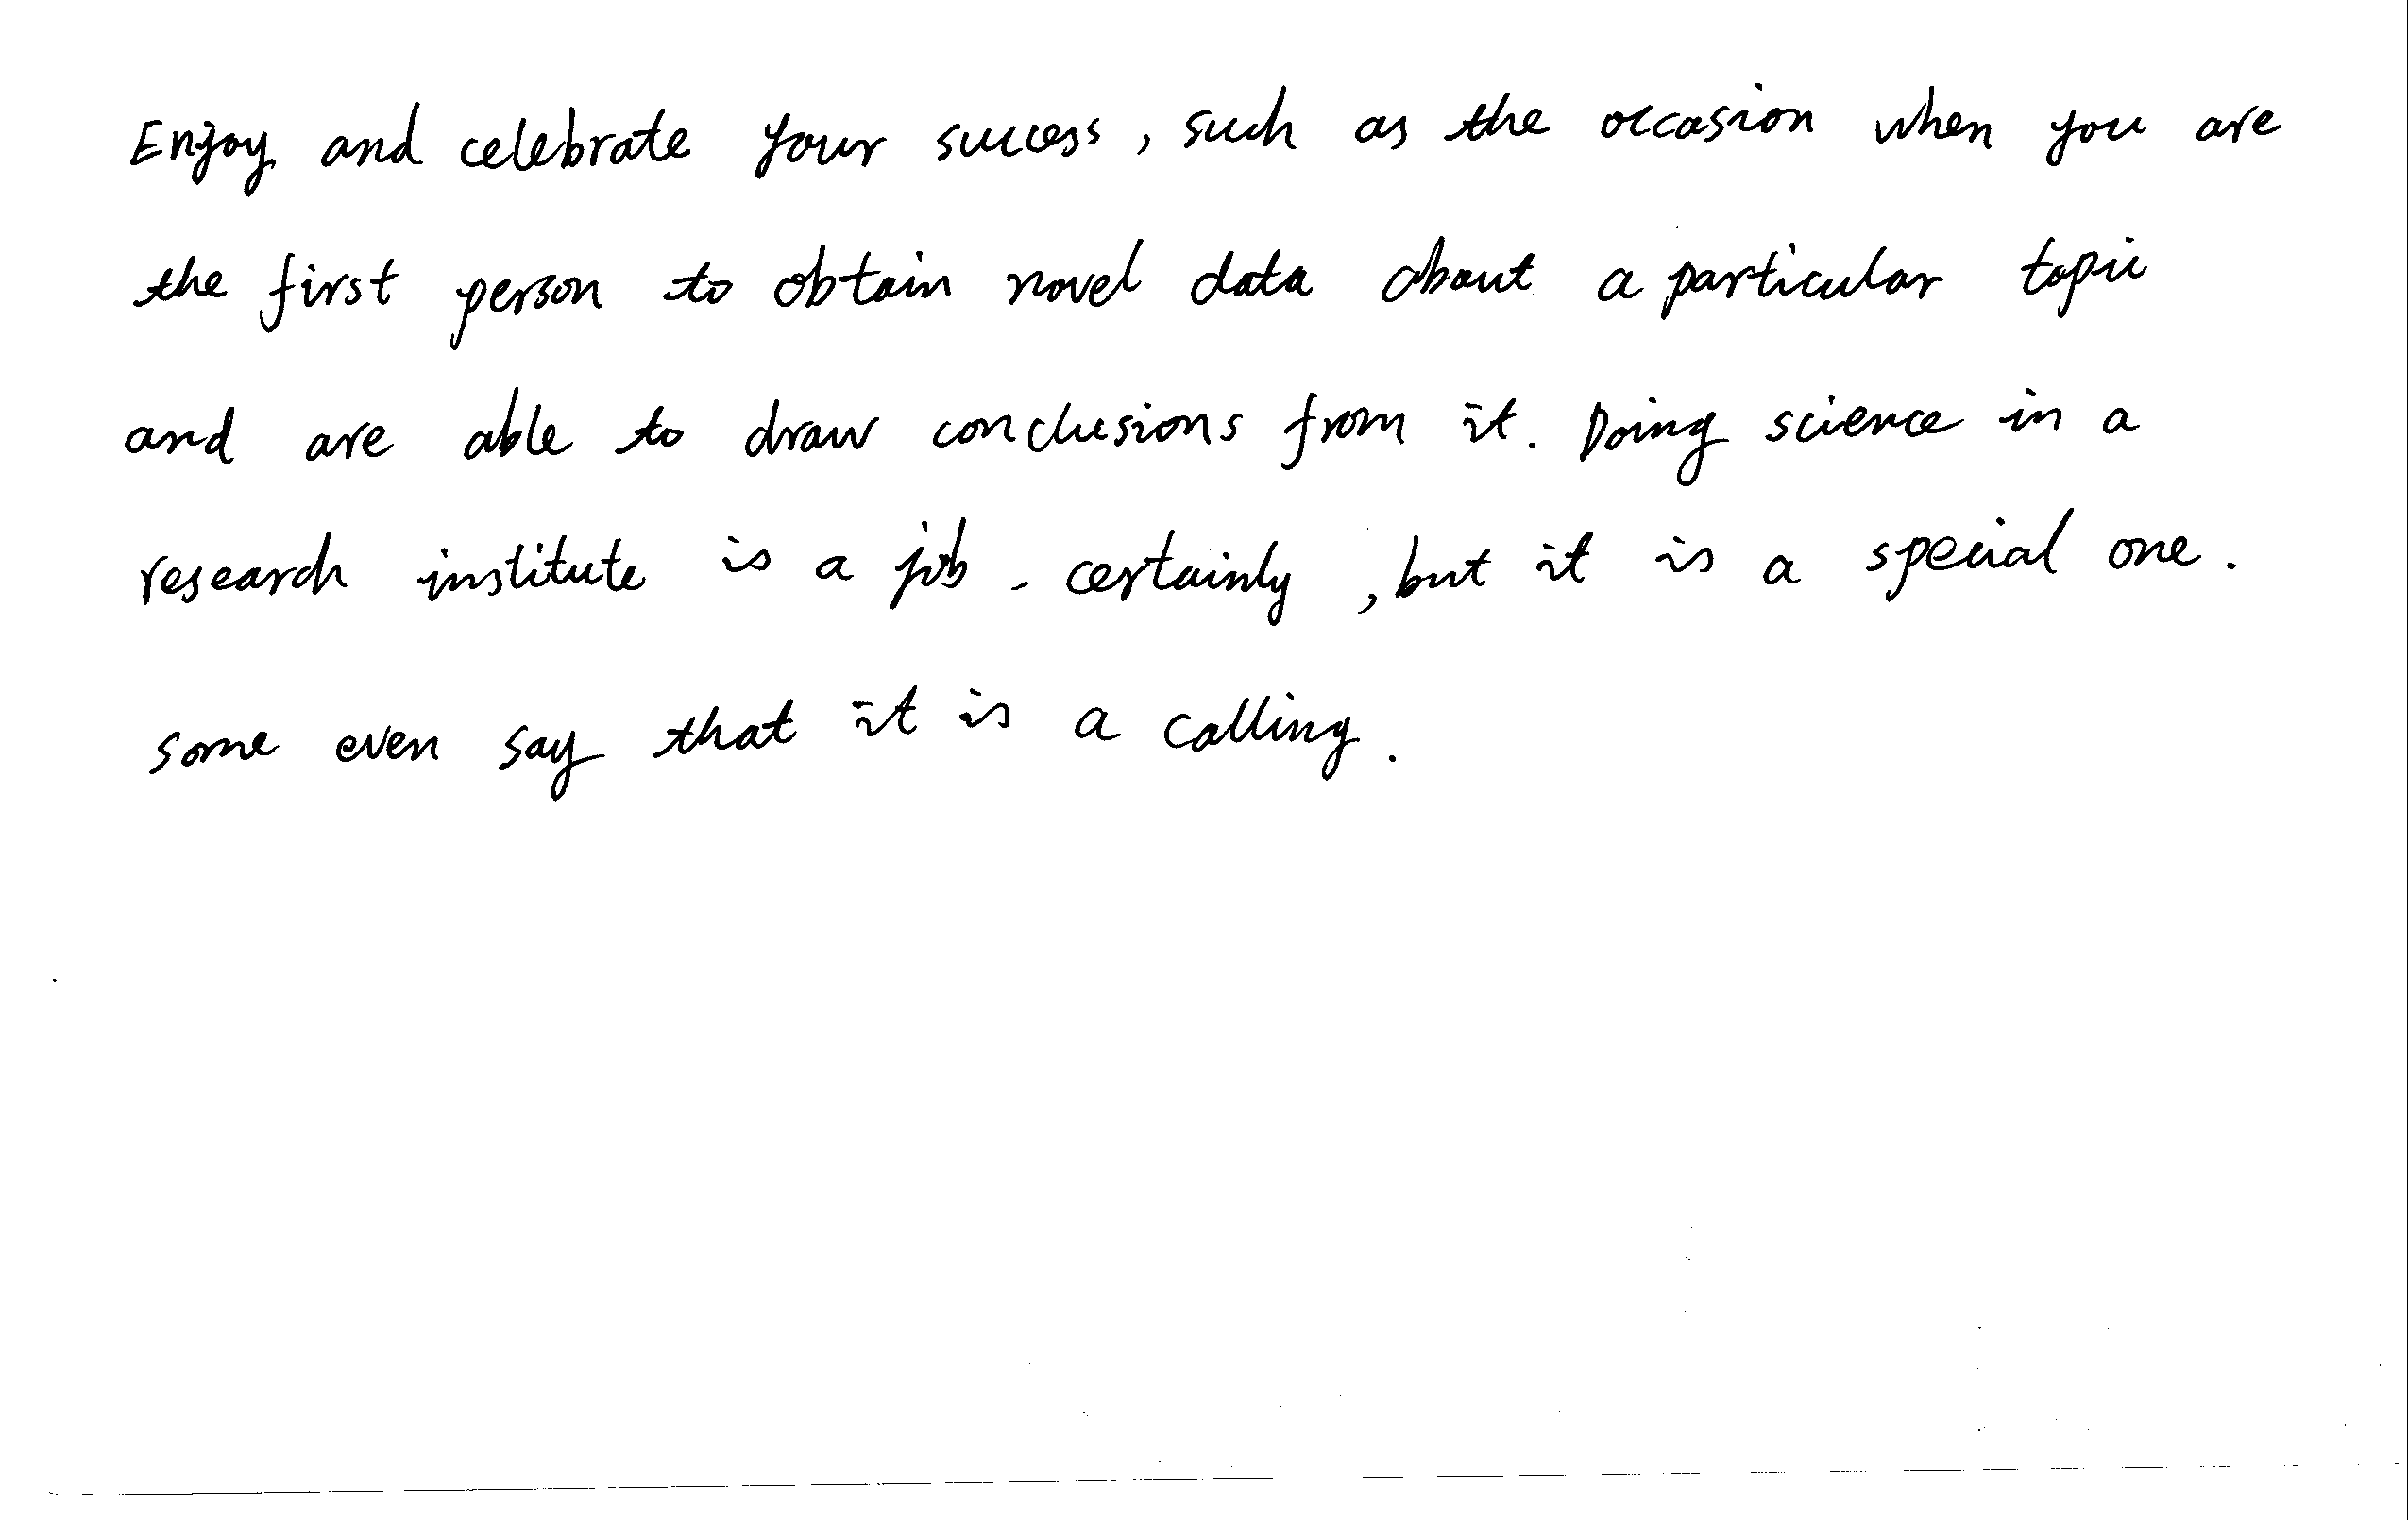 Enjoy and celebrate your success, such as the occasion when you are
the first person to obtain novel data about a particular topic
and are able to draw conclusions from it. Doing science in a
research institute is a job - certainly, but it is a special one.
some even say that it is a calling.